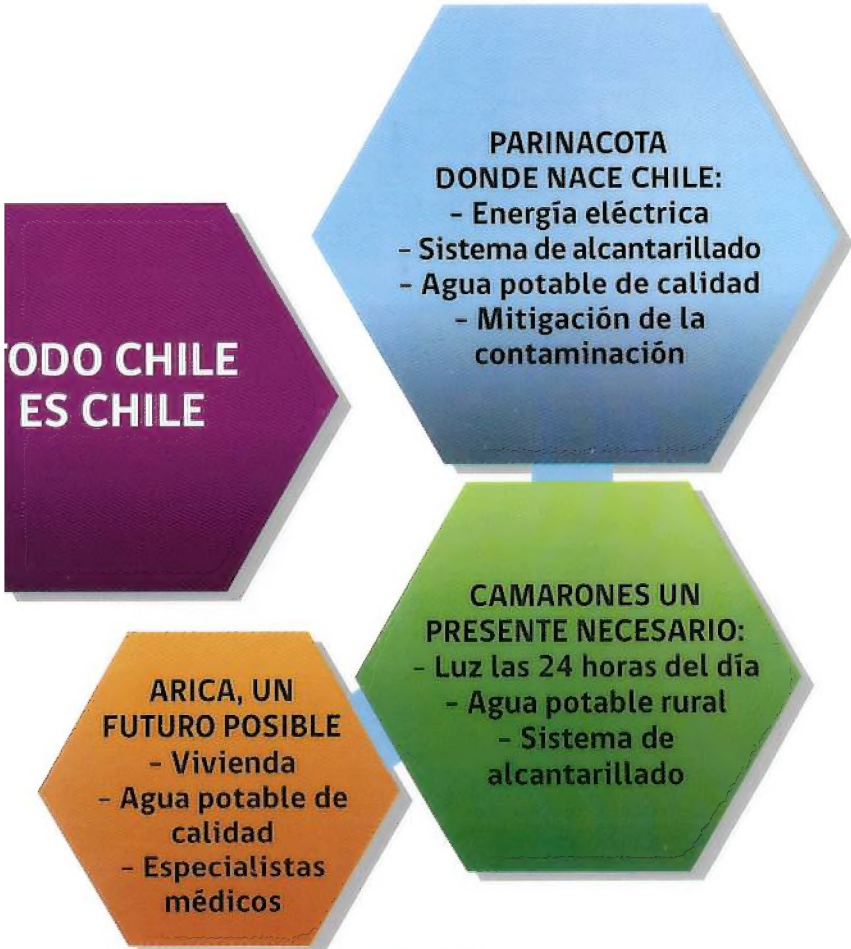 PARINACOTA
DONDE NACE CHILE:
- Energía eléctrica
- Sistema de alcantarillado
- Agua potable de calidad
- Mitigación de la
contaminación
ODO CHILE
ES CHILE
CAMARONES UN
PRESENTE NECESARIO:
- Luz las 24 horas del día
- Agua potable rural
- Sistema de
alcantarillado
ARICA, UN
FUTURO POSIBLE
- Vivienda
- Agua potable de
calidad
- Especialistas
médicos